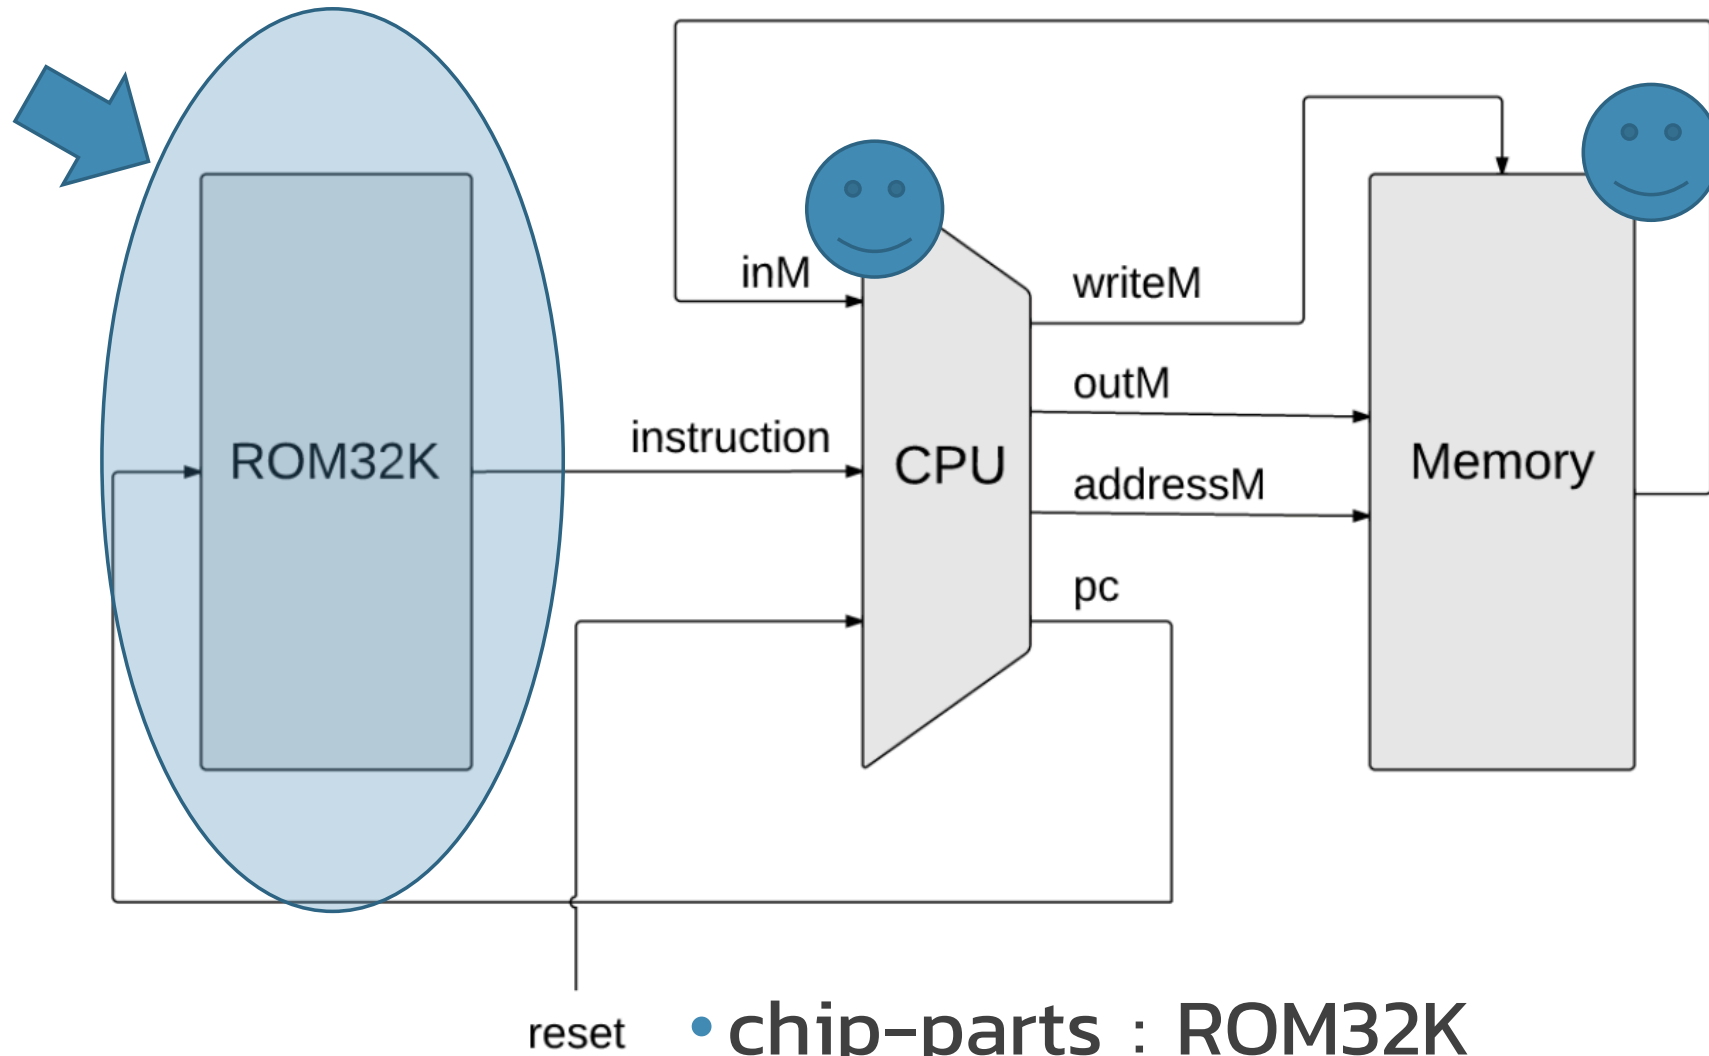 inM
writeM
outM
instruction
ROM32K
CPU
Memory
addressM
pc
reset
• chip-parts : ROM32K